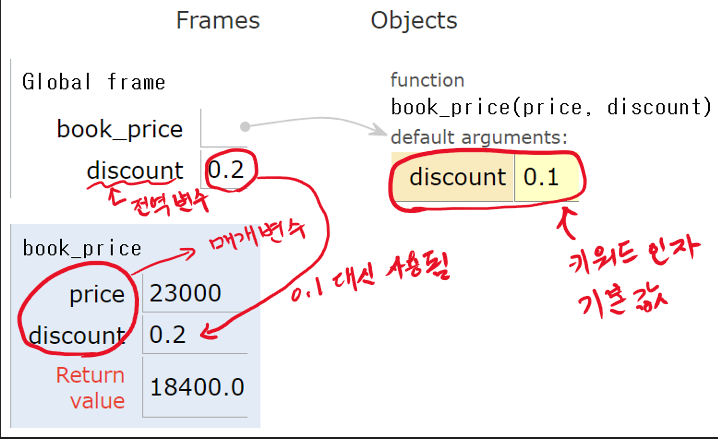 Frames
Objects
Global frame
book_price
discount 0.2
전역 변수
function
book_price(price, discount)
default arguments:
discount 0.1
키워드 인자
기본 값
book_price
매개변수
price 23000
discount 0.2
Return
value
18400.0
0.1 대신 사용됨